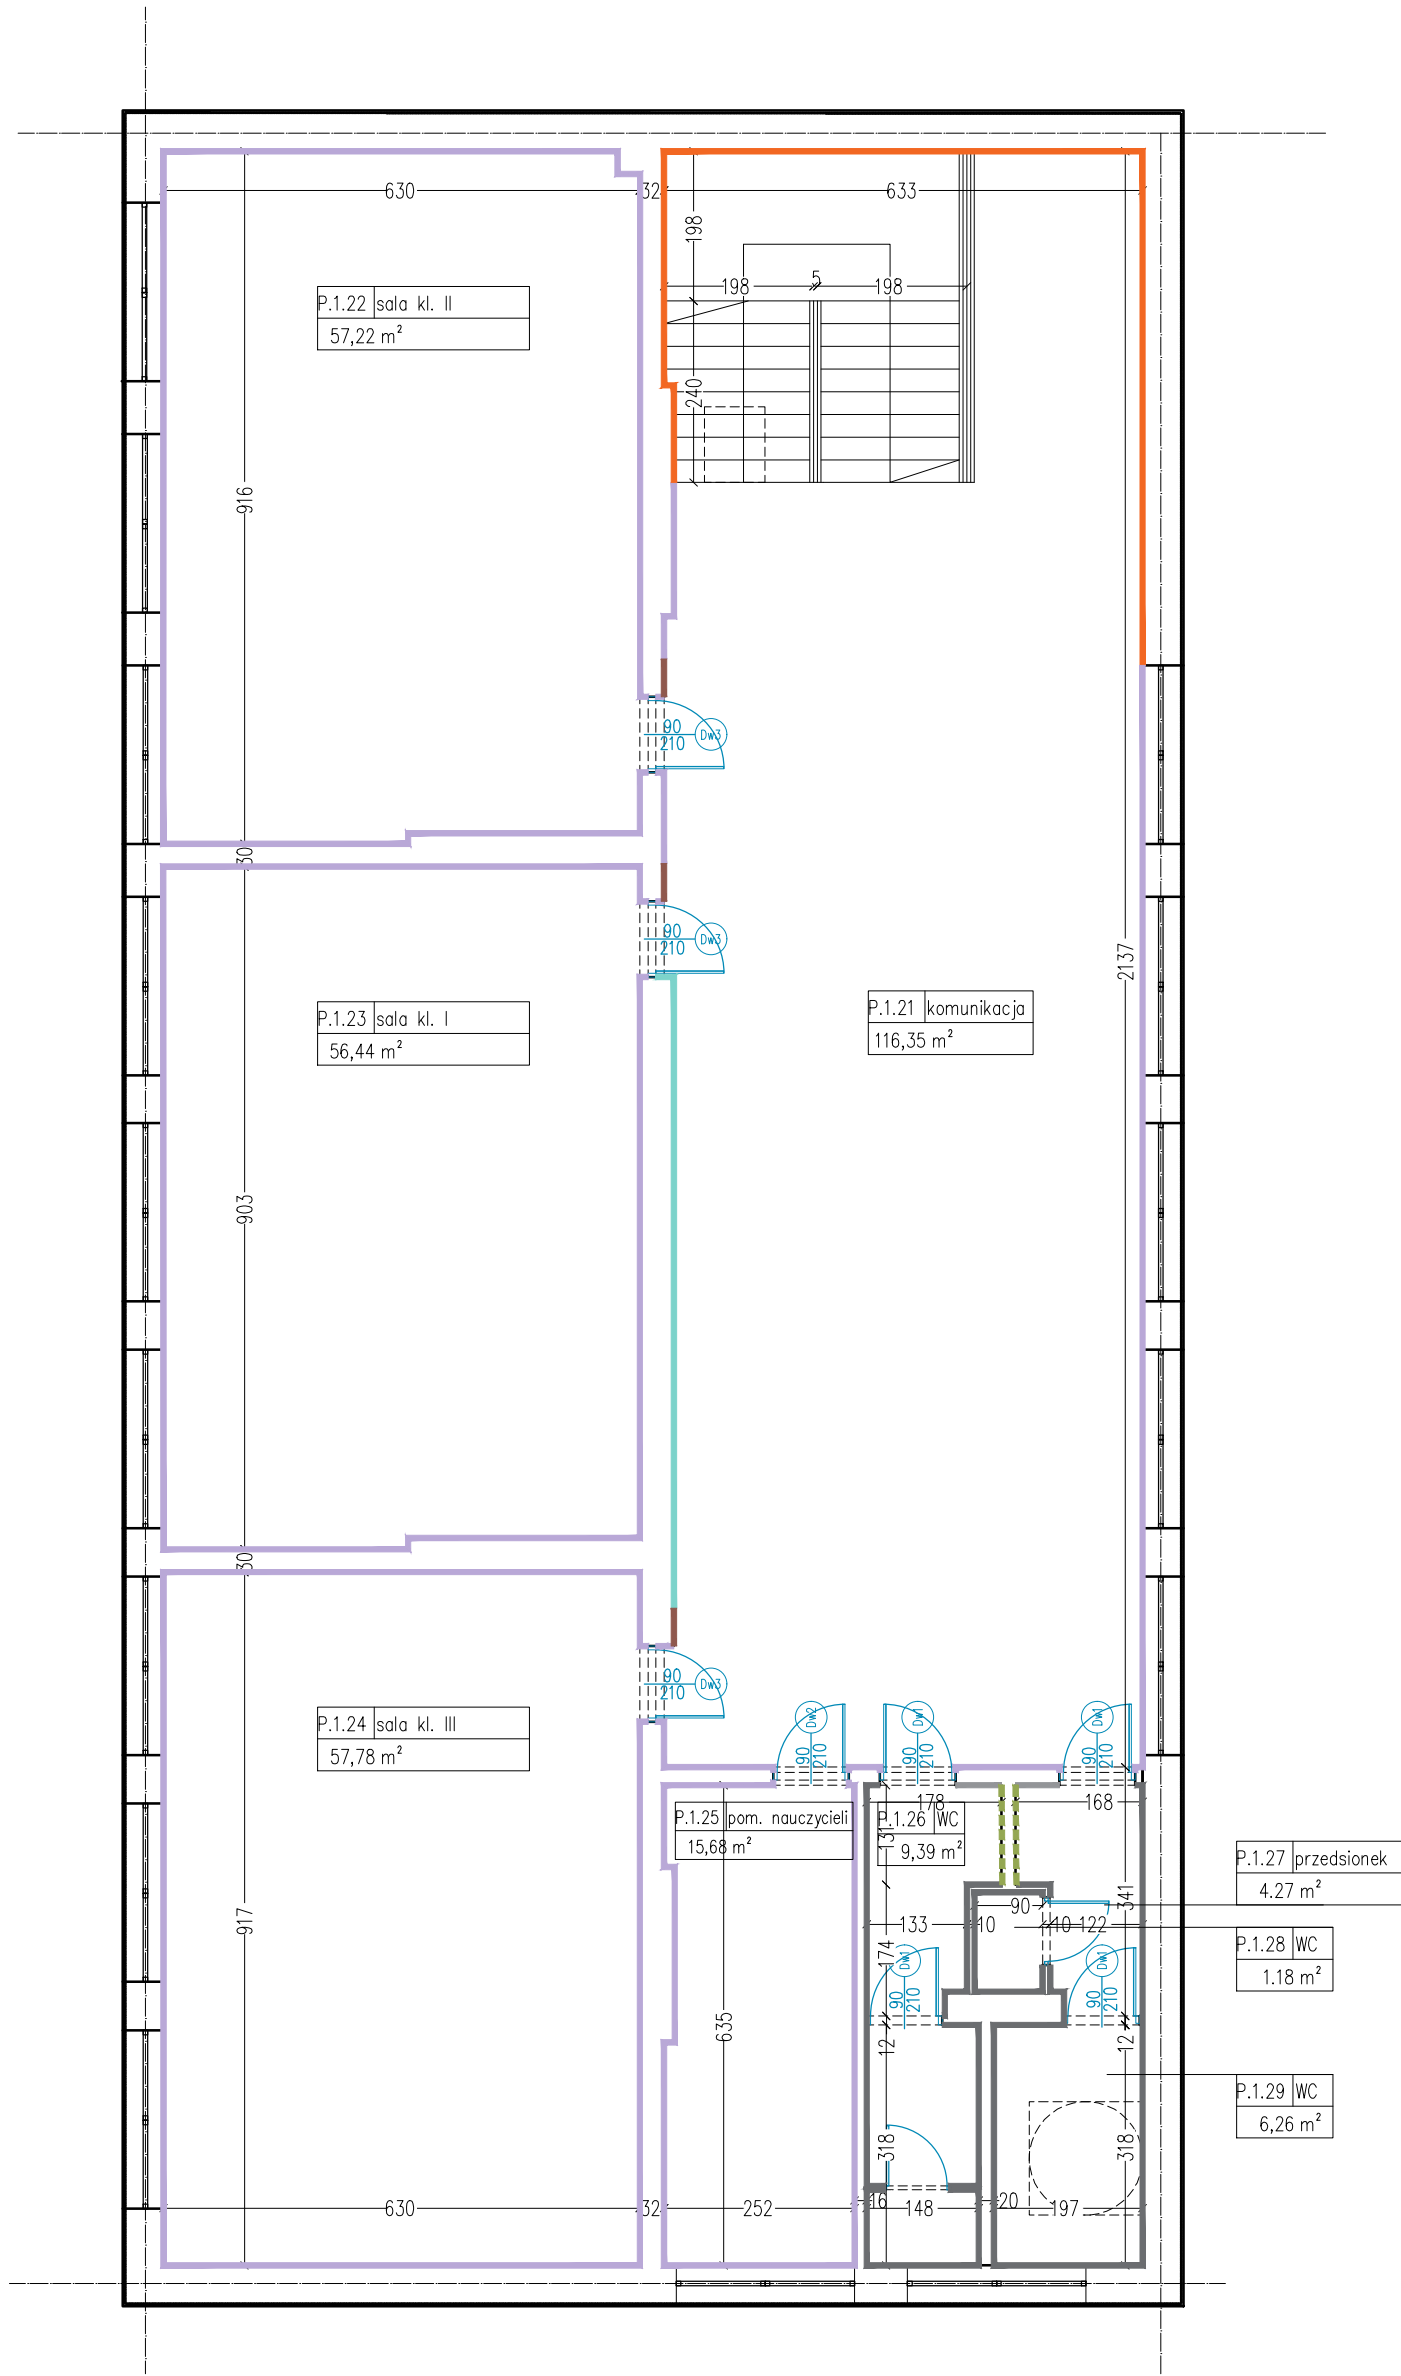 630
32
633
198
198
5
198
P.1.22 sala kl. II
57,22 m²
240
916
90
210
Dw3
30
90
210
Dw3
2137
P.1.23 sala kl. I
56,44 m²
P.1.21 komunikacja
116,35 m²
903
30
90
210
Dw3
P.1.24 sala kl. III
57,78 m²
Dw2
90
210
Dw1
90
210
Dw1
90
210
178
168
P.1.25 pom. nauczycieli
15,68 m²
P.1.26 WC
9,39 m²
131
P.1.27 przedsionek
4.27 m²
341
90
917
133
10
10
122
P.1.28 WC
1.18 m²
174
Dw1
90
210
Dw1
90
210
635
12
12
P.1.29 WC
6,26 m²
318
318
630
32
252
16
148
20
197